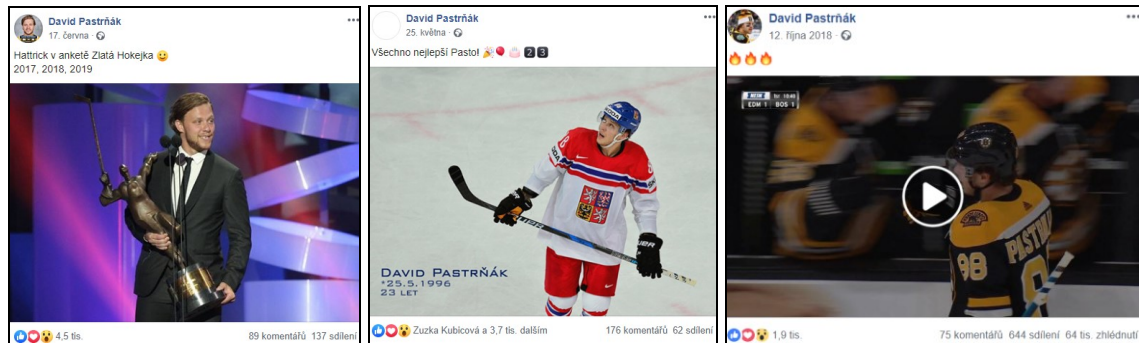 David Pastrňák
17. června
Hattrick v anketě Zlatá Hokejka
2017, 2018, 2019
4,5 tis.
89 komentářů 137 sdílení
David Pastrňák
25. května
Všechno nejlepší Pasto! 2 3
DAVID PASTRŇÁK
*25.5.1996
23 LET
Zuzka Kubicová a 3,7 tis. dalším
176 komentářů 62 sdílení
David Pastrňák
12. října 2018
EDM 1 BOS 1
PASTRŇ
98
1,9 tis.
75 komentářů 644 sdílení 64 tis. zhlédnutí